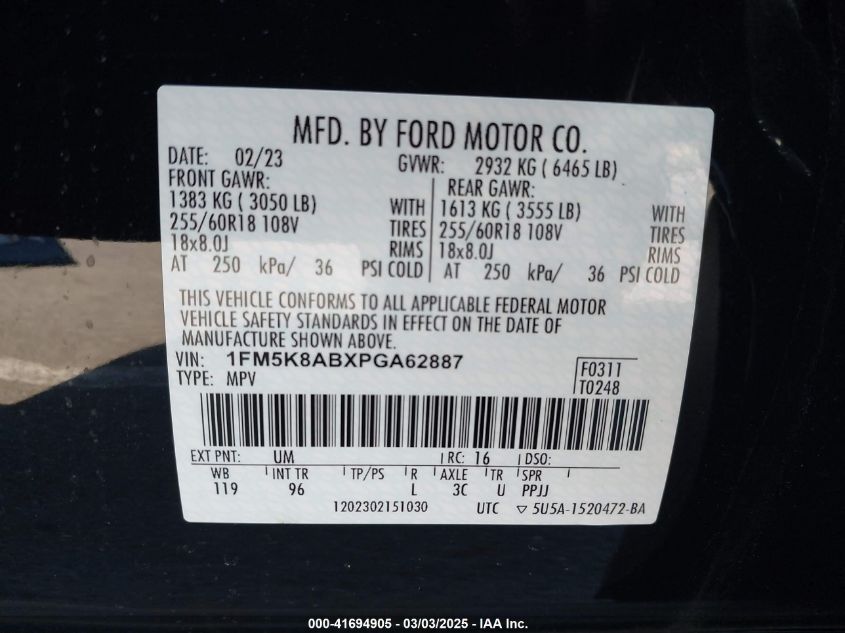 MFD. BY FORD MOTOR CO.
DATE: 02/23 GVWR: 2932 KG ( 6465 LB)
FRONT GAWR: REAR GAWR:
1383 KG ( 3050 LB) WITH 1613 KG ( 3555 LB) WITH
255/60R18 108V TIRES 255/60R18 108V TIRES
18x8.0J RIMS 18x8.0J RIMS
AT 250 kPa/ 36 PSI COLD AT 250 kPa/ 36 PSI COLD
THIS VEHICLE CONFORMS TO ALL APPLICABLE FEDERAL MOTOR
VEHICLE SAFETY STANDARDS IN EFFECT ON THE DATE OF
MANUFACTURE SHOWN ABOVE.
VIN: 1FM5K8ABXPGA62887 F0311
TYPE: MPV T0248
EXT PNT: UM RC: 16 DSO:
WB INT TR TP/PS R AXLE TR SPR
119 96 L 3C U PPJJ
1202302151030 UTC ▽ 5U5A-1520472-BA
000-41694905 - 03/03/2025 - IAA Inc.